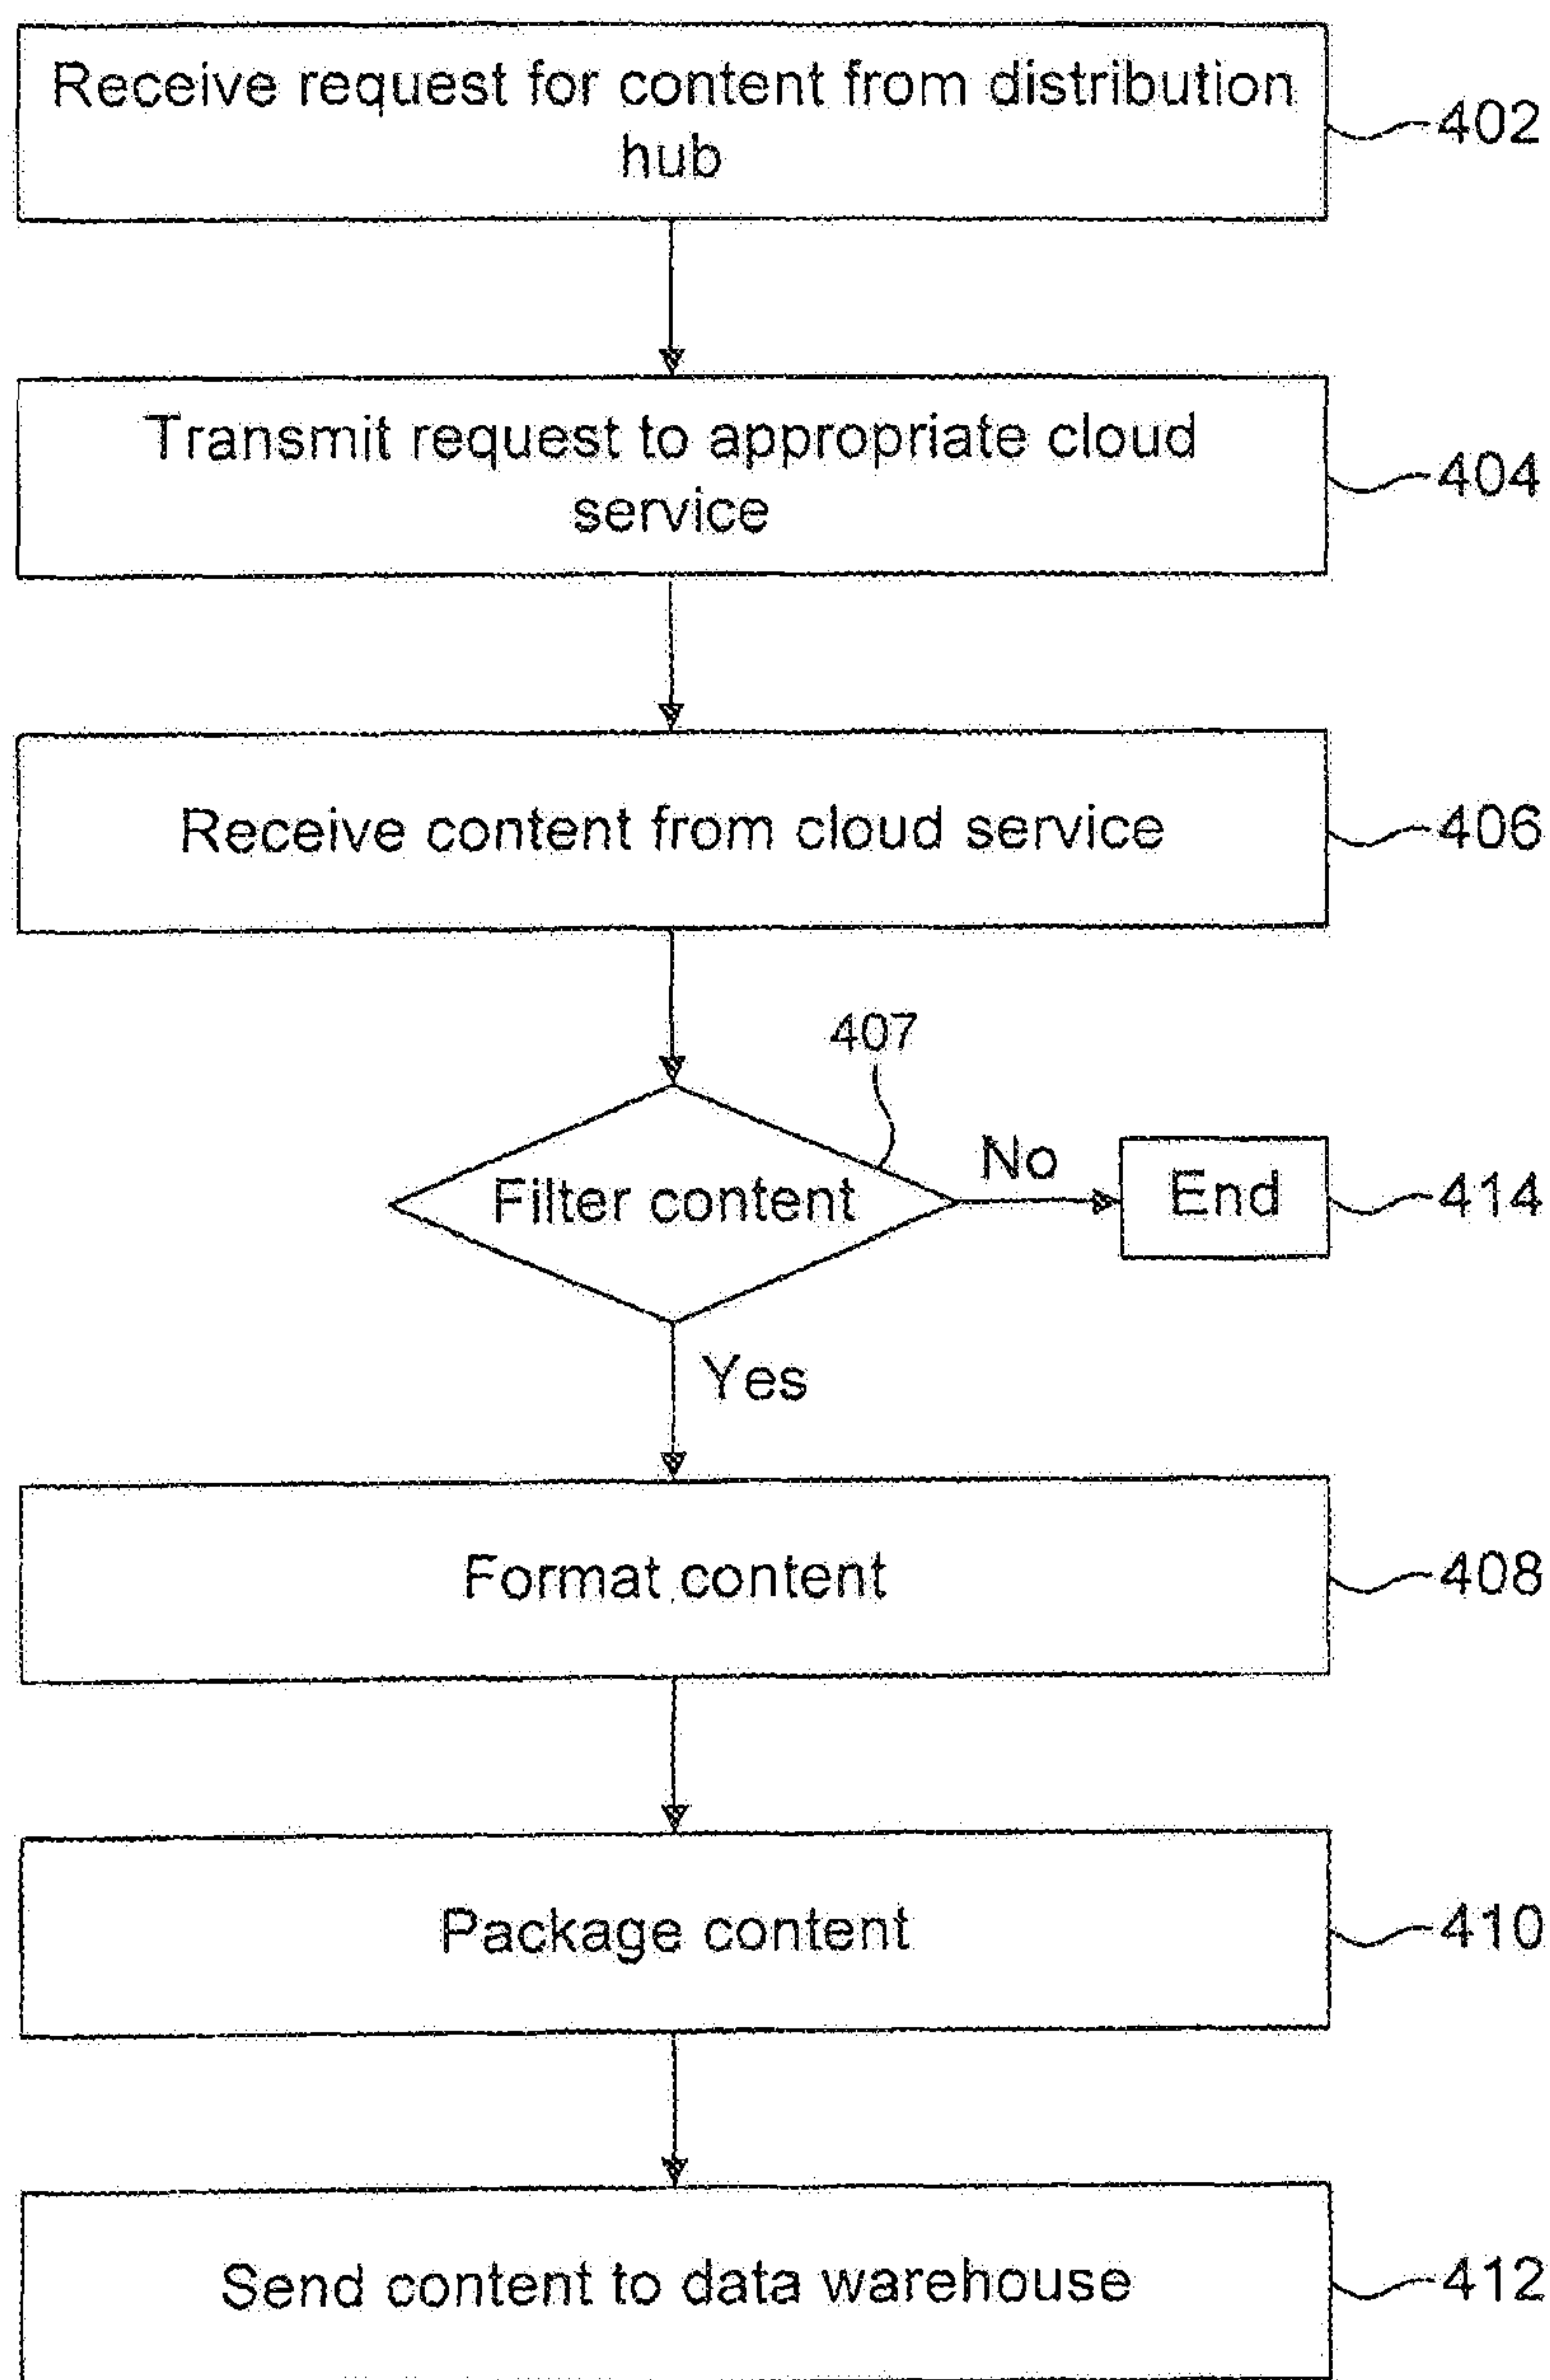 Receive request for content from distribution
hub
402
Transmit request to appropriate cloud
service
404
Receive content from cloud service
406
407
Filter content
No
End
414
Yes
Format content
408
Package content
410
Send content to data warehouse
412